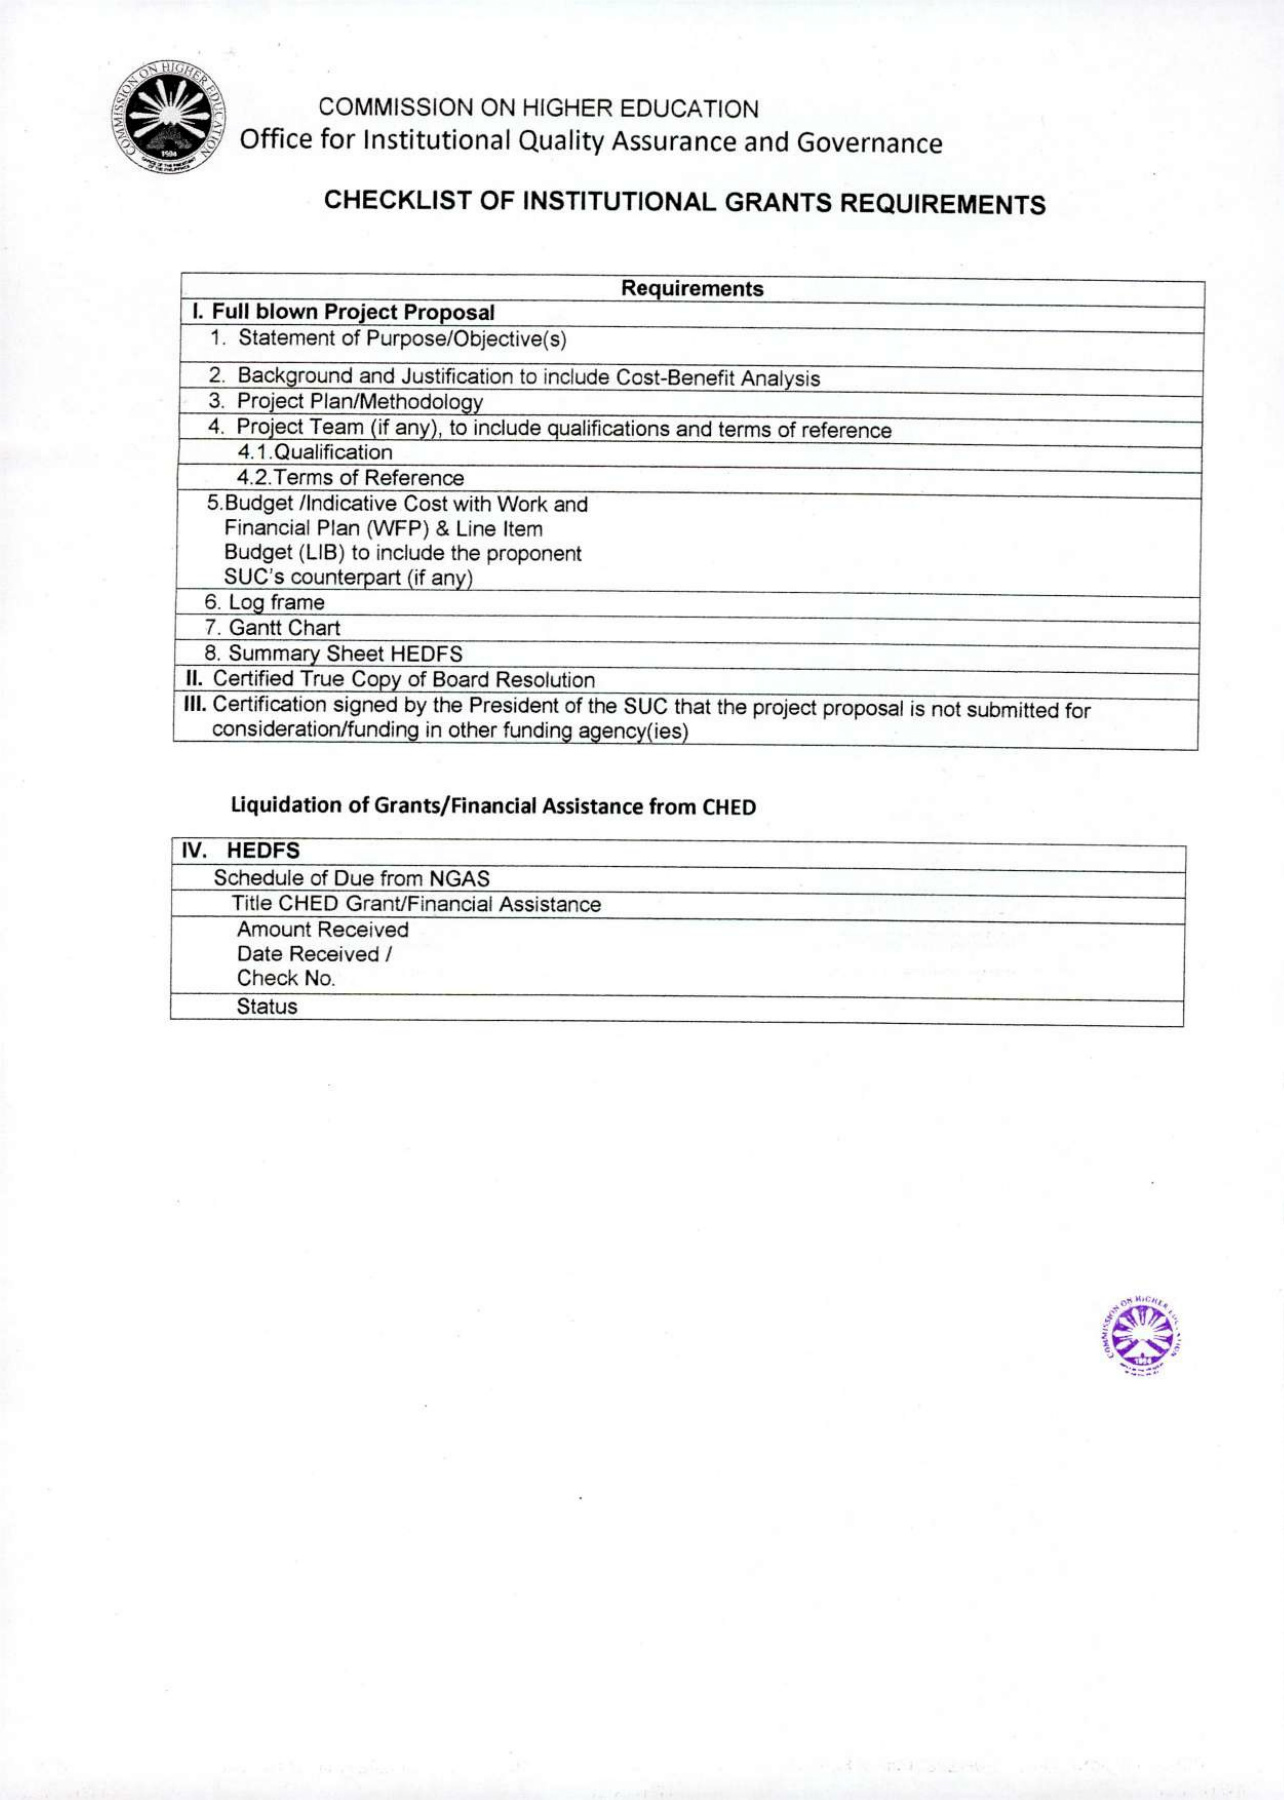 COMMISSION ON HIGHER EDUCATION
1994
OFFICE OF THE PRESIDENT
OF THE PHILIPPINES
COMMISSION ON HIGHER EDUCATION
Office for Institutional Quality Assurance and Governance
CHECKLIST OF INSTITUTIONAL GRANTS REQUIREMENTS
Requirements
I. Full blown Project Proposal
1. Statement of Purpose/Objective(s)
2. Background and Justification to include Cost-Benefit Analysis
3. Project Plan/Methodology
4. Project Team (if any), to include qualifications and terms of reference
4.1.Qualification
4.2.Terms of Reference
5.Budget /Indicative Cost with Work and
Financial Plan (WFP) & Line Item
Budget (LIB) to include the proponent
SUC's counterpart (if any)
6. Log frame
7. Gantt Chart
8. Summary Sheet HEDFS
II. Certified True Copy of Board Resolution
III. Certification signed by the President of the SUC that the project proposal is not submitted for
consideration/funding in other funding agency(ies)
Liquidation of Grants/Financial Assistance from CHED
IV. HEDFS
Schedule of Due from NGAS
Title CHED Grant/Financial Assistance
Amount Received
Date Received /
Check No.
Status
COMMISSION ON HIGHER EDUCATION
1994